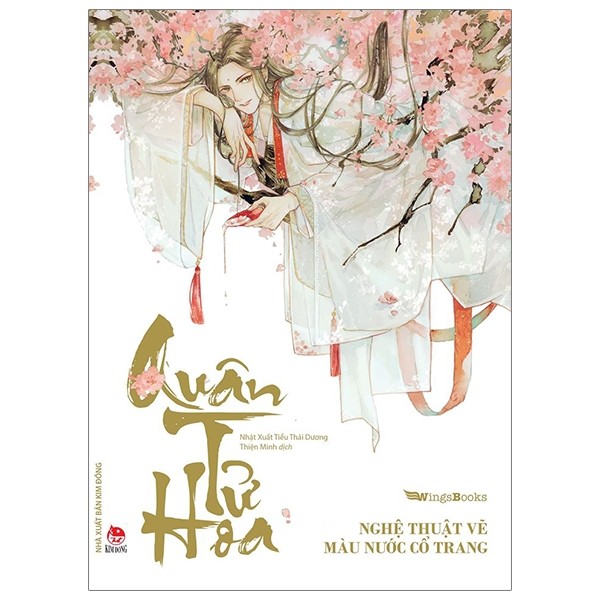 Quân
Tử
Hoa
Nhật Xuất Tiểu Thái Dương
Thiện Minh dịch
WingsBooks
NGHỆ THUẬT VẼ
MÀU NƯỚC CỔ TRANG
NHÀ XUẤT BẢN KIM ĐỒNG
KIM ĐỒNG